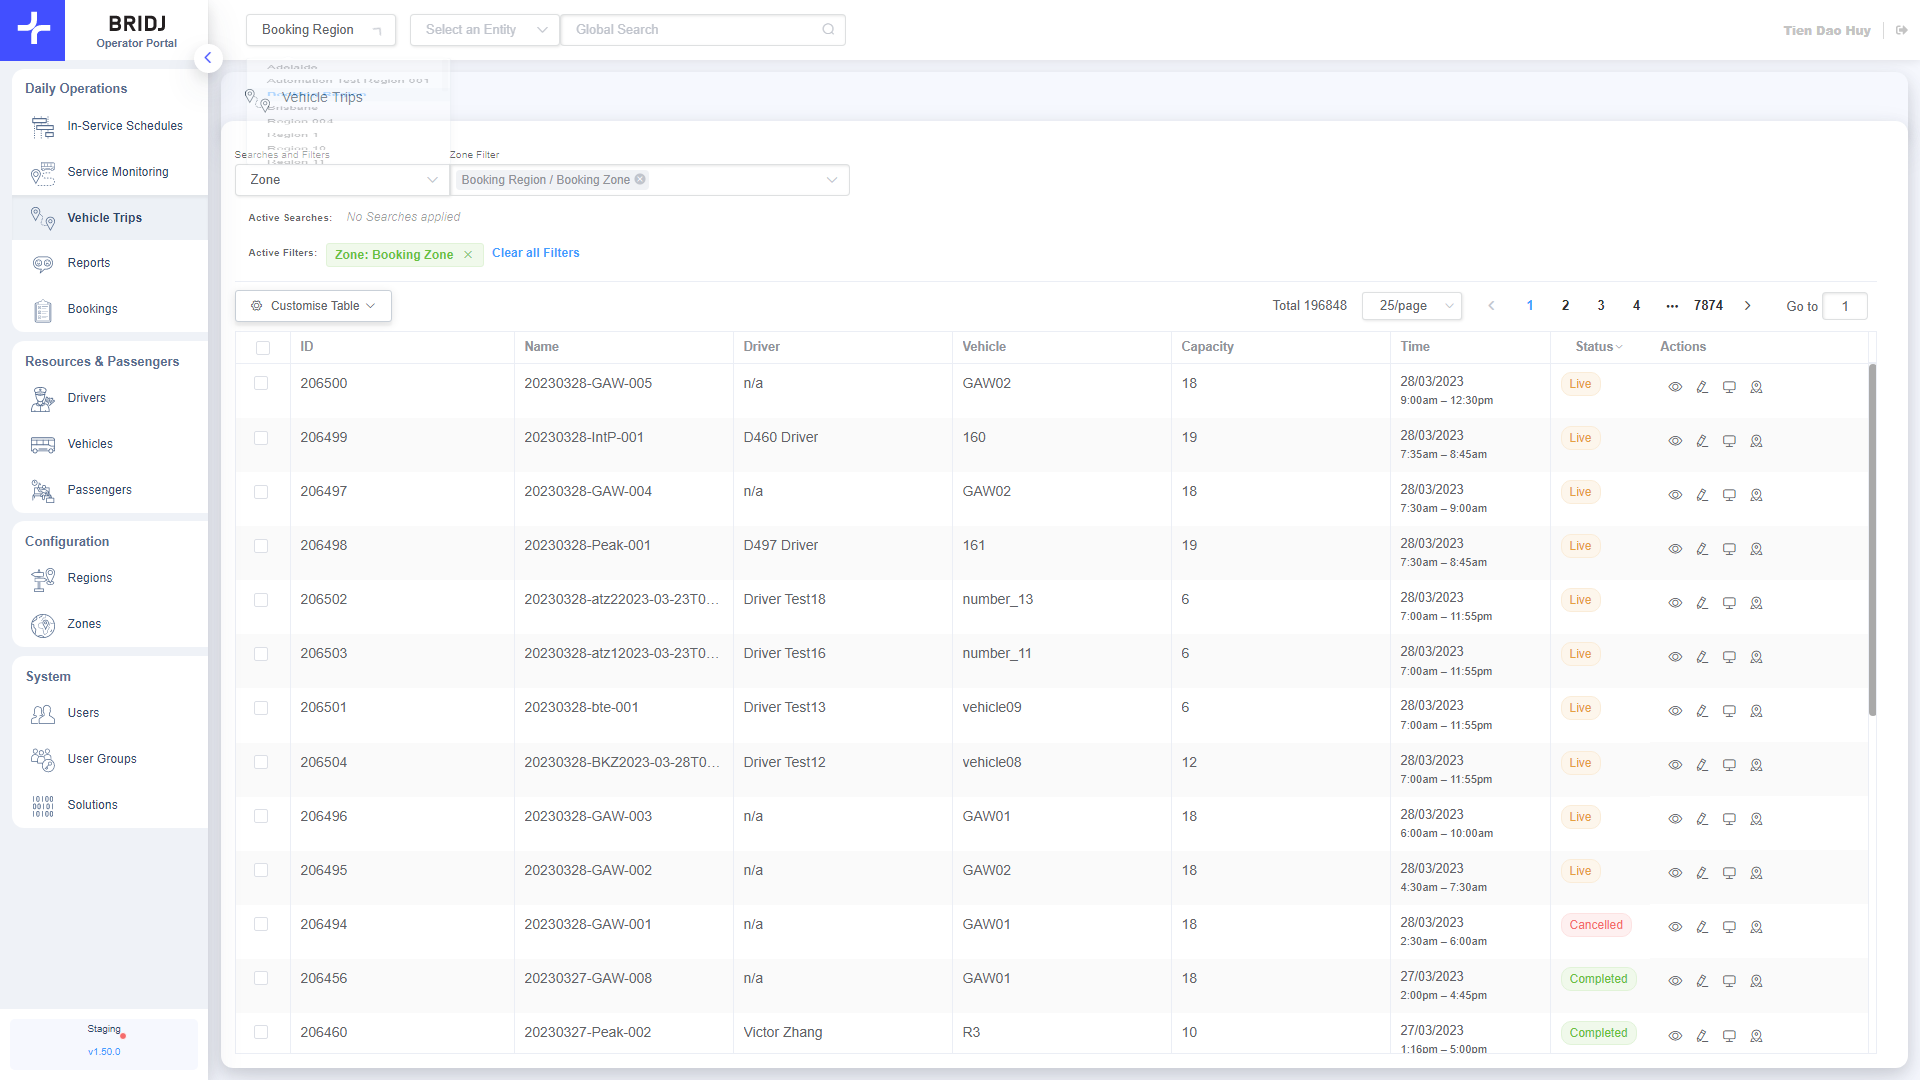 BRIDJ
Operator Portal
Booking Region
Select an Entity
Global Search
Tien Dao Huy
Daily Operations
In-Service Schedules
Service Monitoring
Vehicle Trips
Reports
Bookings
Resources & Passengers
Drivers
Vehicles
Passengers
Configuration
Regions
Zones
System
Users
User Groups
Solutions
Staging
v1.50.0
Adelaide
Automation Test Region 001
Booking Region
Brisbane
Region 004
Region 1
Region 10
Region 11
Vehicle Trips
Searches and Filters
Zone Filter
Zone
Booking Region / Booking Zone
Active Searches: No Searches applied
Active Filters: Zone: Booking Zone Clear all Filters
Customise Table
Total 196848 25/page 1 2 3 4 ••• 7874 Go to 1
ID Name Driver Vehicle Capacity Time Status Actions
206500 20230328-GAW-005 n/a GAW02 18 28/03/2023 Live
9:00am – 12:30pm
206499 20230328-IntP-001 D460 Driver 160 19 28/03/2023 Live
7:35am – 8:45am
206497 20230328-GAW-004 n/a GAW02 18 28/03/2023 Live
7:30am – 9:00am
206498 20230328-Peak-001 D497 Driver 161 19 28/03/2023 Live
7:30am – 8:45am
206502 20230328-atz22023-03-23T0... Driver Test18 number_13 6 28/03/2023 Live
7:00am – 11:55pm
206503 20230328-atz12023-03-23T0... Driver Test16 number_11 6 28/03/2023 Live
7:00am – 11:55pm
206501 20230328-bte-001 Driver Test13 vehicle09 6 28/03/2023 Live
7:00am – 11:55pm
206504 20230328-BKZ2023-03-28T0... Driver Test12 vehicle08 12 28/03/2023 Live
7:00am – 11:55pm
206496 20230328-GAW-003 n/a GAW01 18 28/03/2023 Live
6:00am – 10:00am
206495 20230328-GAW-002 n/a GAW02 18 28/03/2023 Live
4:30am – 7:30am
206494 20230328-GAW-001 n/a GAW01 18 28/03/2023 Cancelled
2:30am – 6:00am
206456 20230327-GAW-008 n/a GAW01 18 27/03/2023 Completed
2:00pm – 4:45pm
206460 20230327-Peak-002 Victor Zhang R3 10 27/03/2023 Completed
1:16pm – 5:00pm